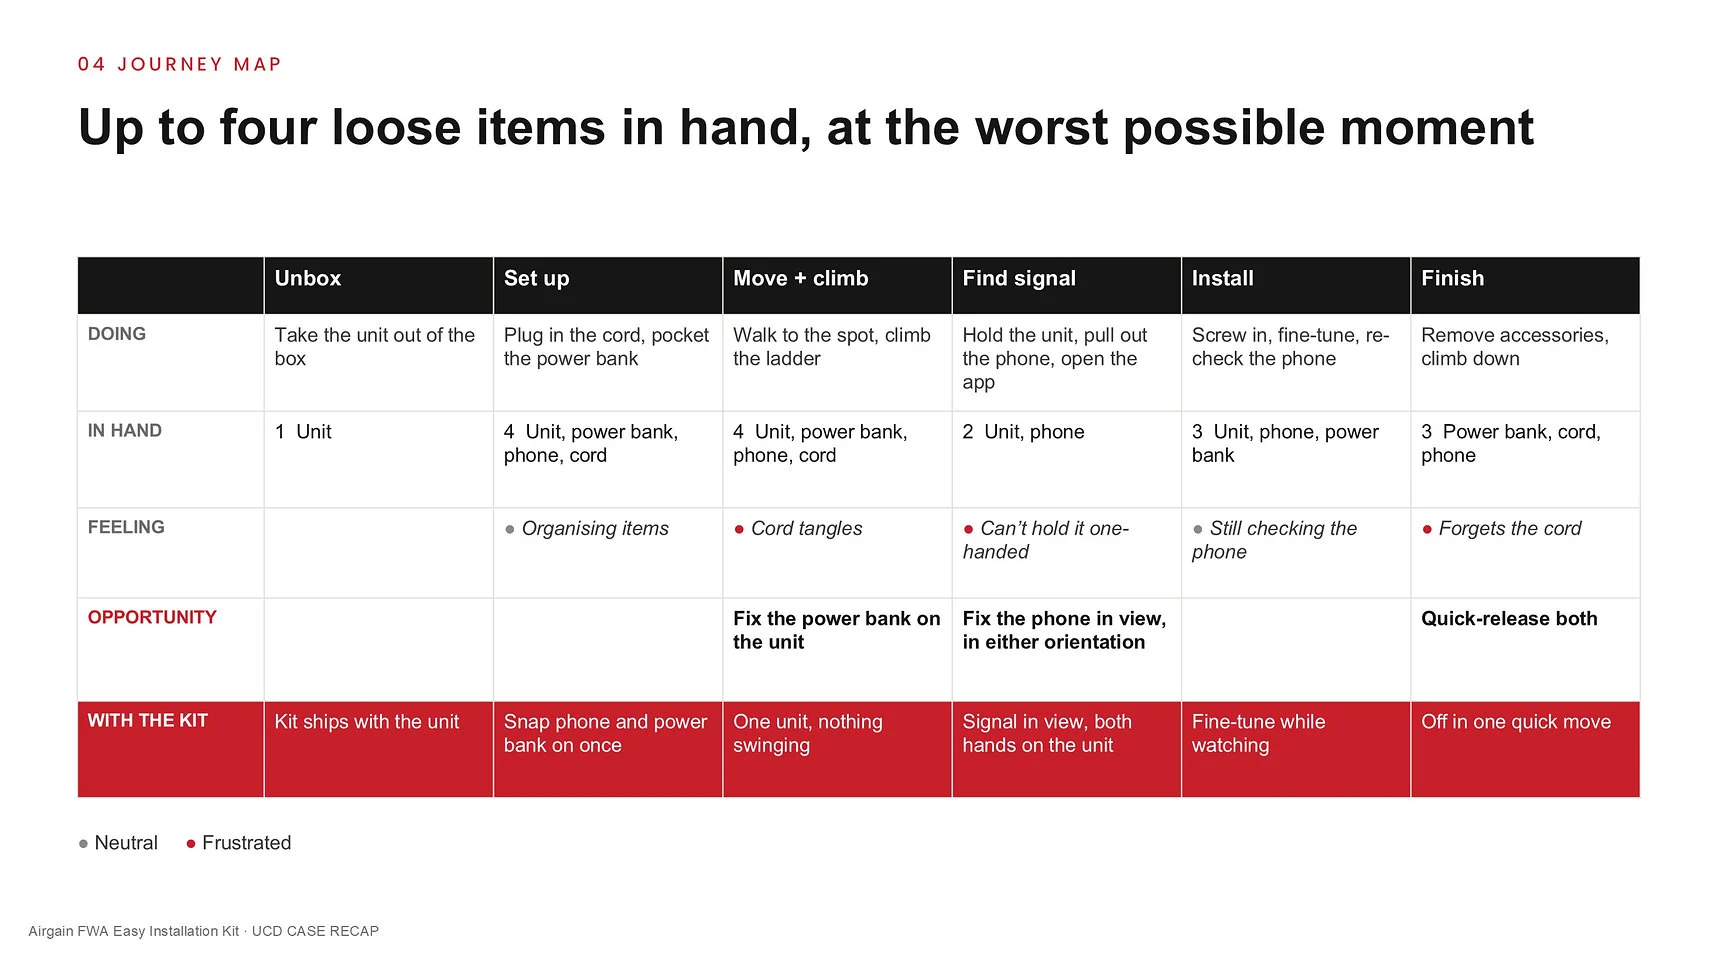 04 JOURNEY MAP
Up to four loose items in hand, at the worst possible moment
Unbox
Set up
Move + climb
Find signal
Install
Finish
DOING
Take the unit out of the
box
Plug in the cord, pocket
the power bank
Walk to the spot, climb
the ladder
Hold the unit, pull out
the phone, open the
app
Screw in, fine-tune, re-
check the phone
Remove accessories,
climb down
IN HAND
1 Unit
4 Unit, power bank,
phone, cord
4 Unit, power bank,
phone, cord
2 Unit, phone
3 Unit, phone, power
bank
3 Power bank, cord,
phone
FEELING
● Organising items
● Cord tangles
● Can’t hold it one-
handed
● Still checking the
phone
● Forgets the cord
OPPORTUNITY
Fix the power bank on
the unit
Fix the phone in view,
in either orientation
Quick-release both
WITH THE KIT
Kit ships with the unit
Snap phone and power
bank on once
One unit, nothing
swinging
Signal in view, both
hands on the unit
Fine-tune while
watching
Off in one quick move
● Neutral ● Frustrated
Airgain FWA Easy Installation Kit · UCD CASE RECAP